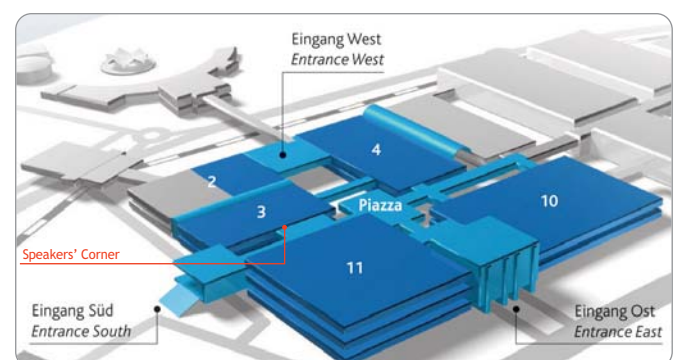 Eingang West
Entrance West
4
2
10
3
Piazza
Speakers' Corner
11
Eingang Süd
Entrance South
Eingang Ost
Entrance East